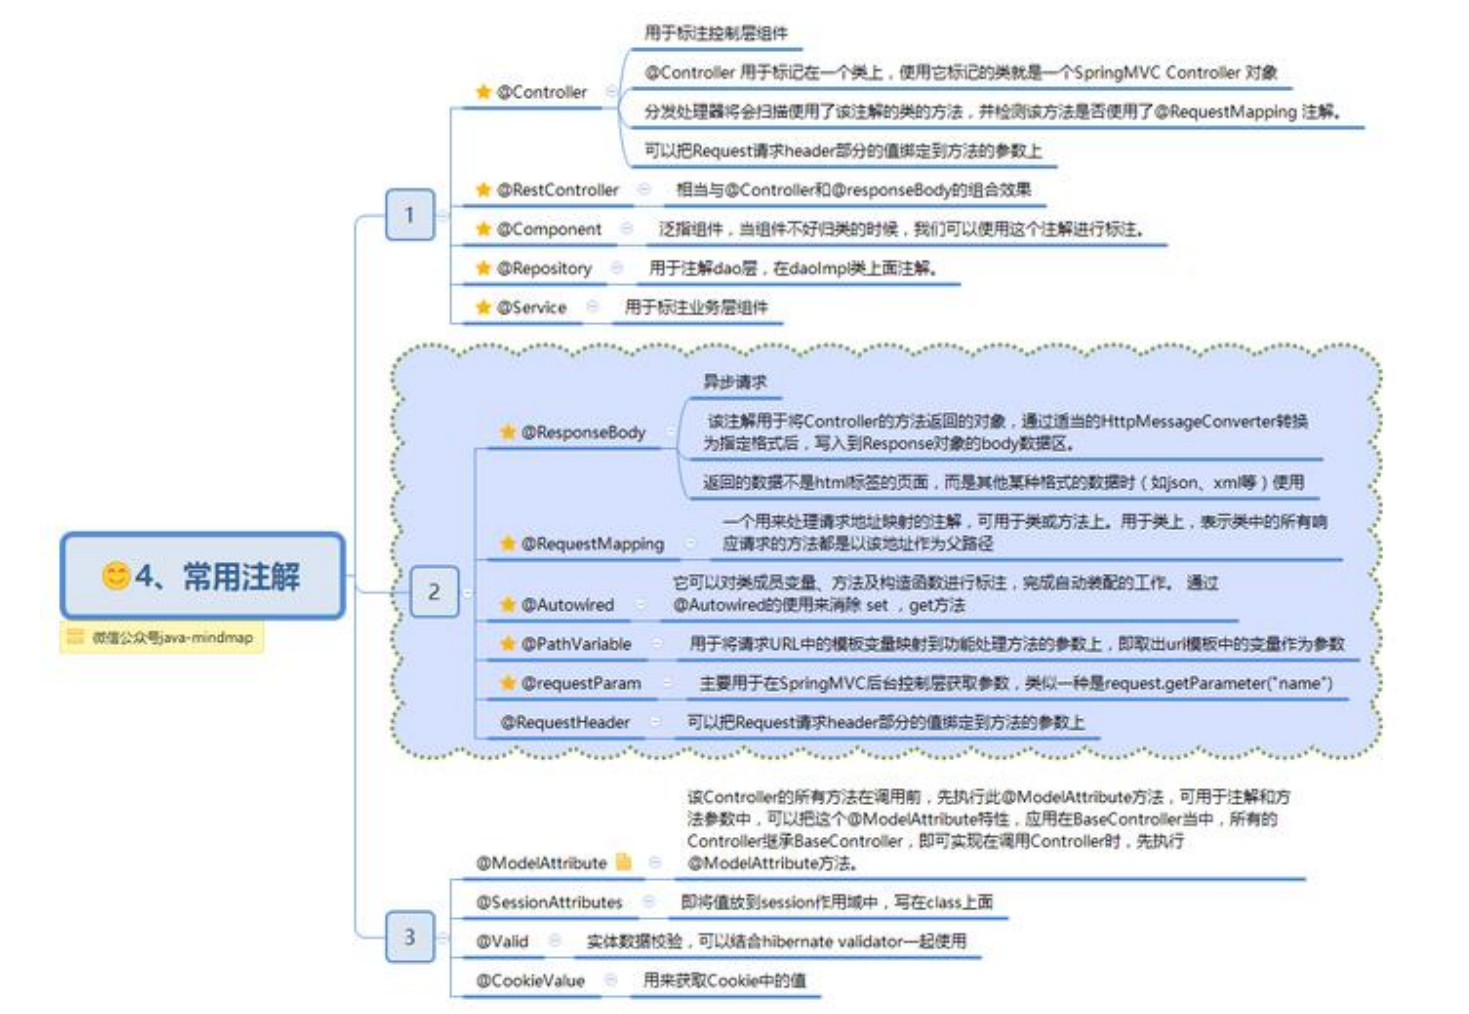 用于标注控制层组件
@Controller 用于标记在一个类上，使用它标记的类就是一个SpringMVC Controller 对象
@Controller
分发处理器将会扫描使用了该注解的类的方法，并检测该方法是否使用了@RequestMapping 注解。
可以把Request请求header部分的值绑定到方法的参数上
@RestController
相当与@Controller和@responseBody的组合效果
1
@Component
泛指组件，当组件不好归类的时候，我们可以使用这个注解进行标注。
@Repository
用于注解dao层，在daoImpl类上面注解。
@Service
用于标注业务层组件
异步请求
@ResponseBody
该注解用于将Controller的方法返回的对象，通过适当的HttpMessageConverter转换
为指定格式后，写入到Response对象的body数据区。
返回的数据不是html标签的页面，而是其他某种格式的数据时（如json、xml等）使用
@RequestMapping
一个用来处理请求地址映射的注解，可用于类或方法上。用于类上，表示类中的所有响
应请求的方法都是以该地址作为父路径
4、常用注解
微信公众号java-mindmap
2
@Autowired
它可以对类成员变量、方法及构造函数进行标注，完成自动装配的工作。 通过
@Autowired的使用来消除 set ，get方法
@PathVariable
用于将请求URL中的模板变量映射到功能处理方法的参数上，即取出uri模板中的变量作为参数
@requestParam
主要用于在SpringMVC后台控制层获取参数，类似一种是request.getParameter("name")
@RequestHeader
可以把Request请求header部分的值绑定到方法的参数上
@ModelAttribute
该Controller的所有方法在调用前，先执行此@ModelAttribute方法，可用于注解和方
法参数中，可以把这个@ModelAttribute特性，应用在BaseController当中，所有的
Controller继承BaseController，即可实现在调用Controller时，先执行
@ModelAttribute方法。
@SessionAttributes
即将值放到session作用域中，写在class上面
3
@Valid
实体数据校验，可以结合hibernate validator一起使用
@CookieValue
用来获取Cookie中的值